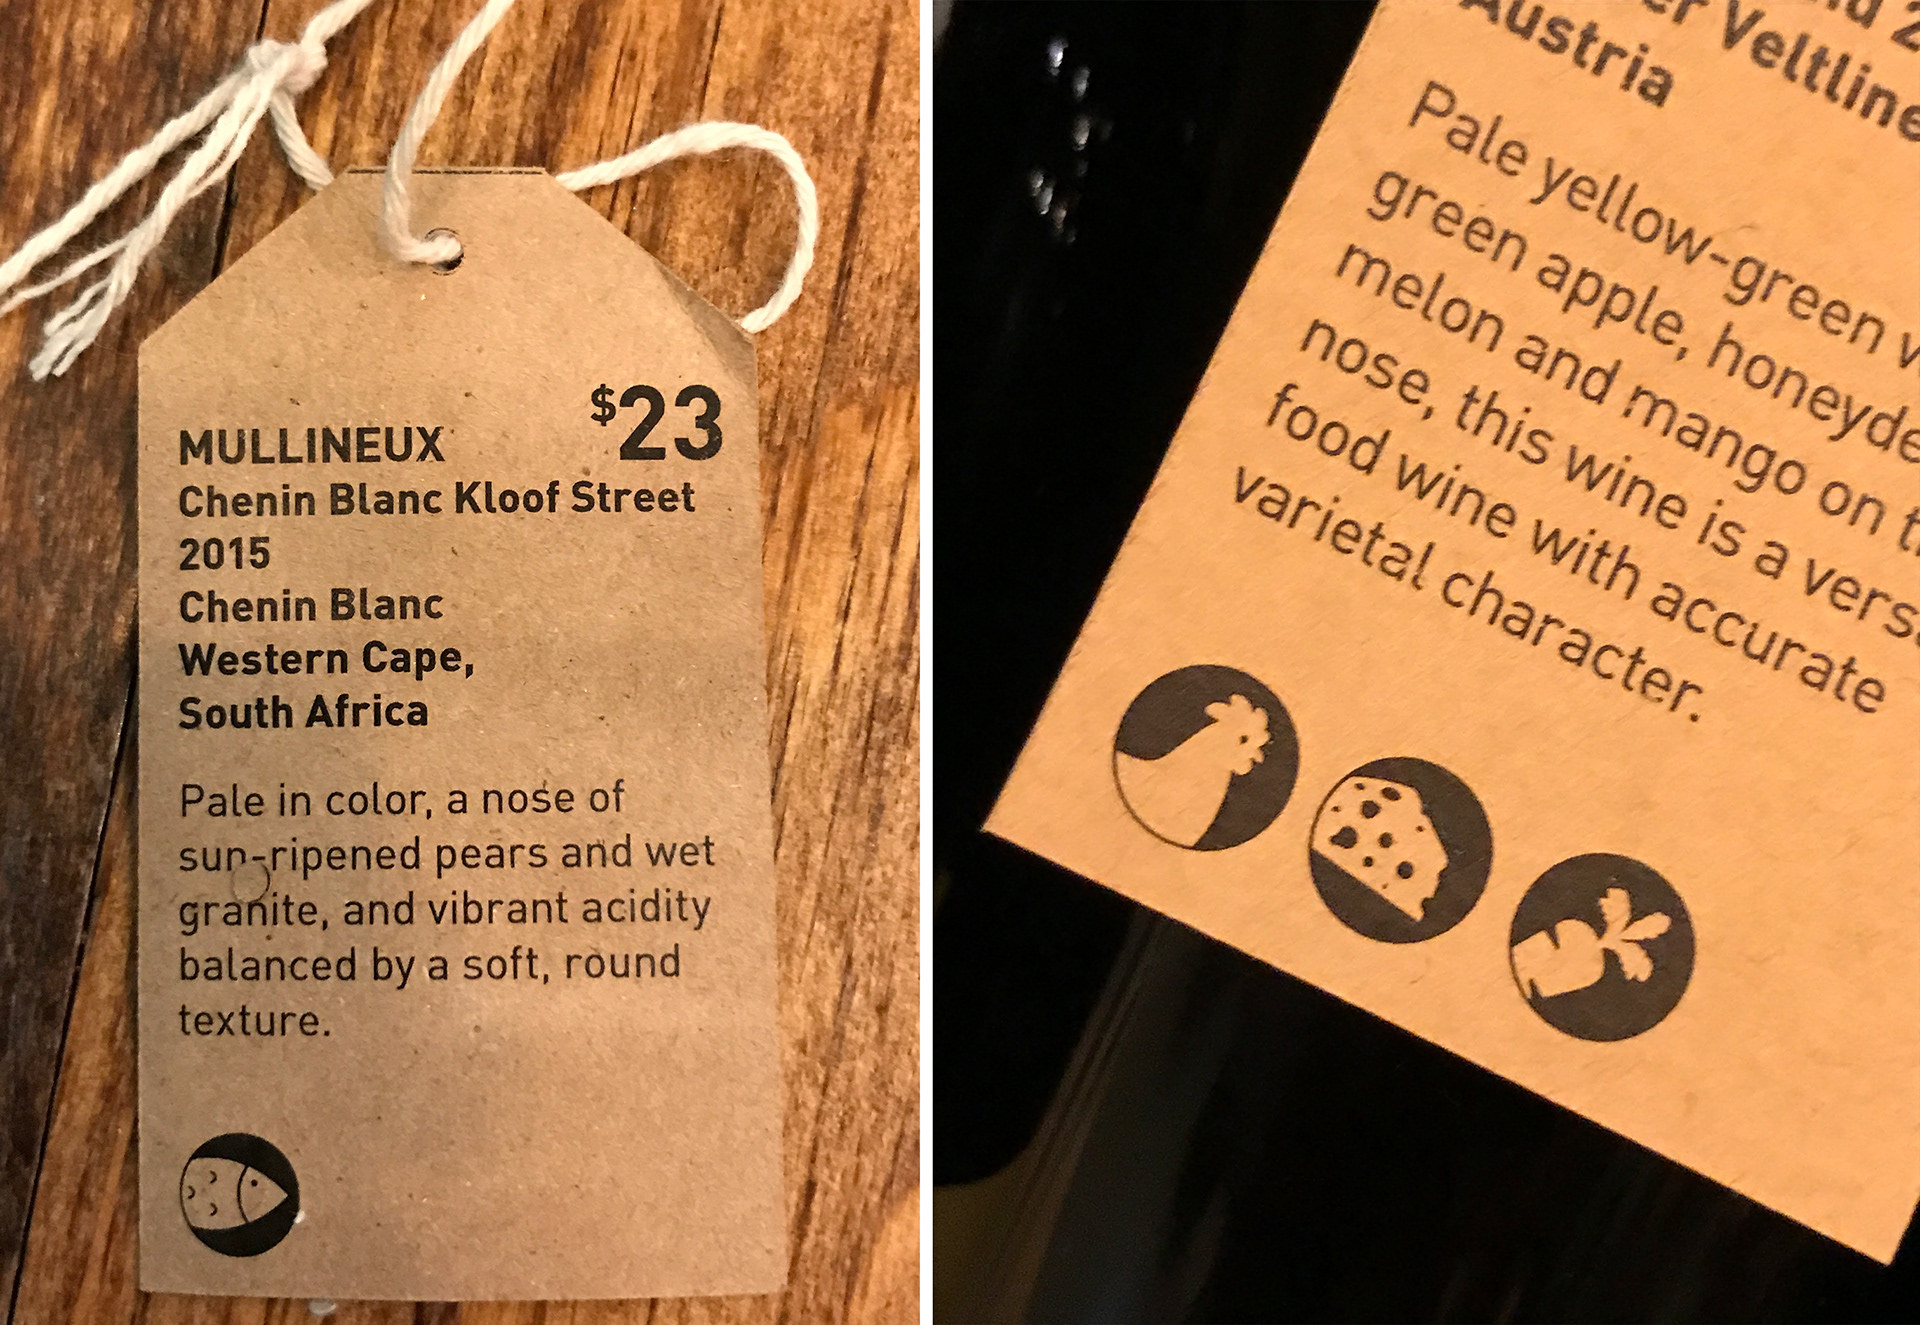 $23
MULLINEUX
Chenin Blanc Kloof Street
2015
Chenin Blanc
Western Cape,
South Africa
Pale in color, a nose of
sun-ripened pears and wet
granite, and vibrant acidity
balanced by a soft, round
texture.
Austria
Pale yellow-green
green apple,
melon and mango on
nose, this wine is a
food wine with accurate
varietal character.